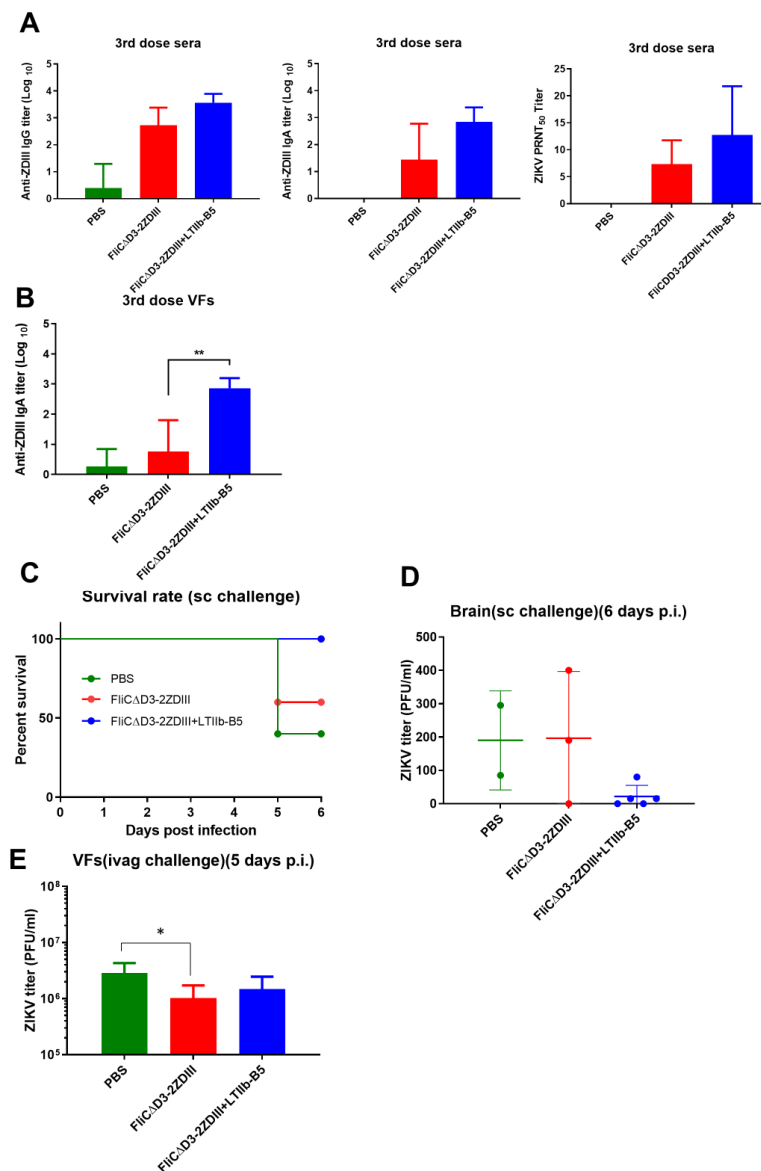 A
3rd dose sera
Anti-ZDIII IgG titer (Log 10)
5
4
3
2
1
0
PBS
FliCΔD3-2ZDIII
FliCΔD3-2ZDIII+LTIIb-B5
3rd dose sera
Anti-ZDIII IgA titer (Log 10)
5
4
3
2
1
0
PBS
FliCΔD3-2ZDIII
FliCΔD3-2ZDIII+LTIIb-B5
3rd dose sera
ZIKV PRNT50 Titer
25
20
15
10
5
0
PBS
FliCΔD3-2ZDIII
FliCDD3-2ZDIII+LTIIb-B5
B
3rd dose VFs
Anti-ZDIII IgA titer (Log 10)
5
4
3
2
1
0
**
PBS
FliCΔD3-2ZDIII
FliCΔD3-2ZDIII+LTIIb-B5
C
Survival rate (sc challenge)
Percent survival
100
50
0
PBS
FliCΔD3-2ZDIII
FliCΔD3-2ZDIII+LTIIb-B5
0 1 2 3 4 5 6
Days post infection
D
Brain(sc challenge)(6 days p.i.)
ZIKV titer (PFU/ml)
500
400
300
200
100
0
PBS
FliCΔD3-2ZDIII
FliCΔD3-2ZDIII+LTIIb-B5
E
VFs(ivag challenge)(5 days p.i.)
ZIKV titer (PFU/ml)
10^8
10^7
10^6
10^5
*
PBS
FliCΔD3-2ZDIII
FliCΔD3-2ZDIII+LTIIb-B5